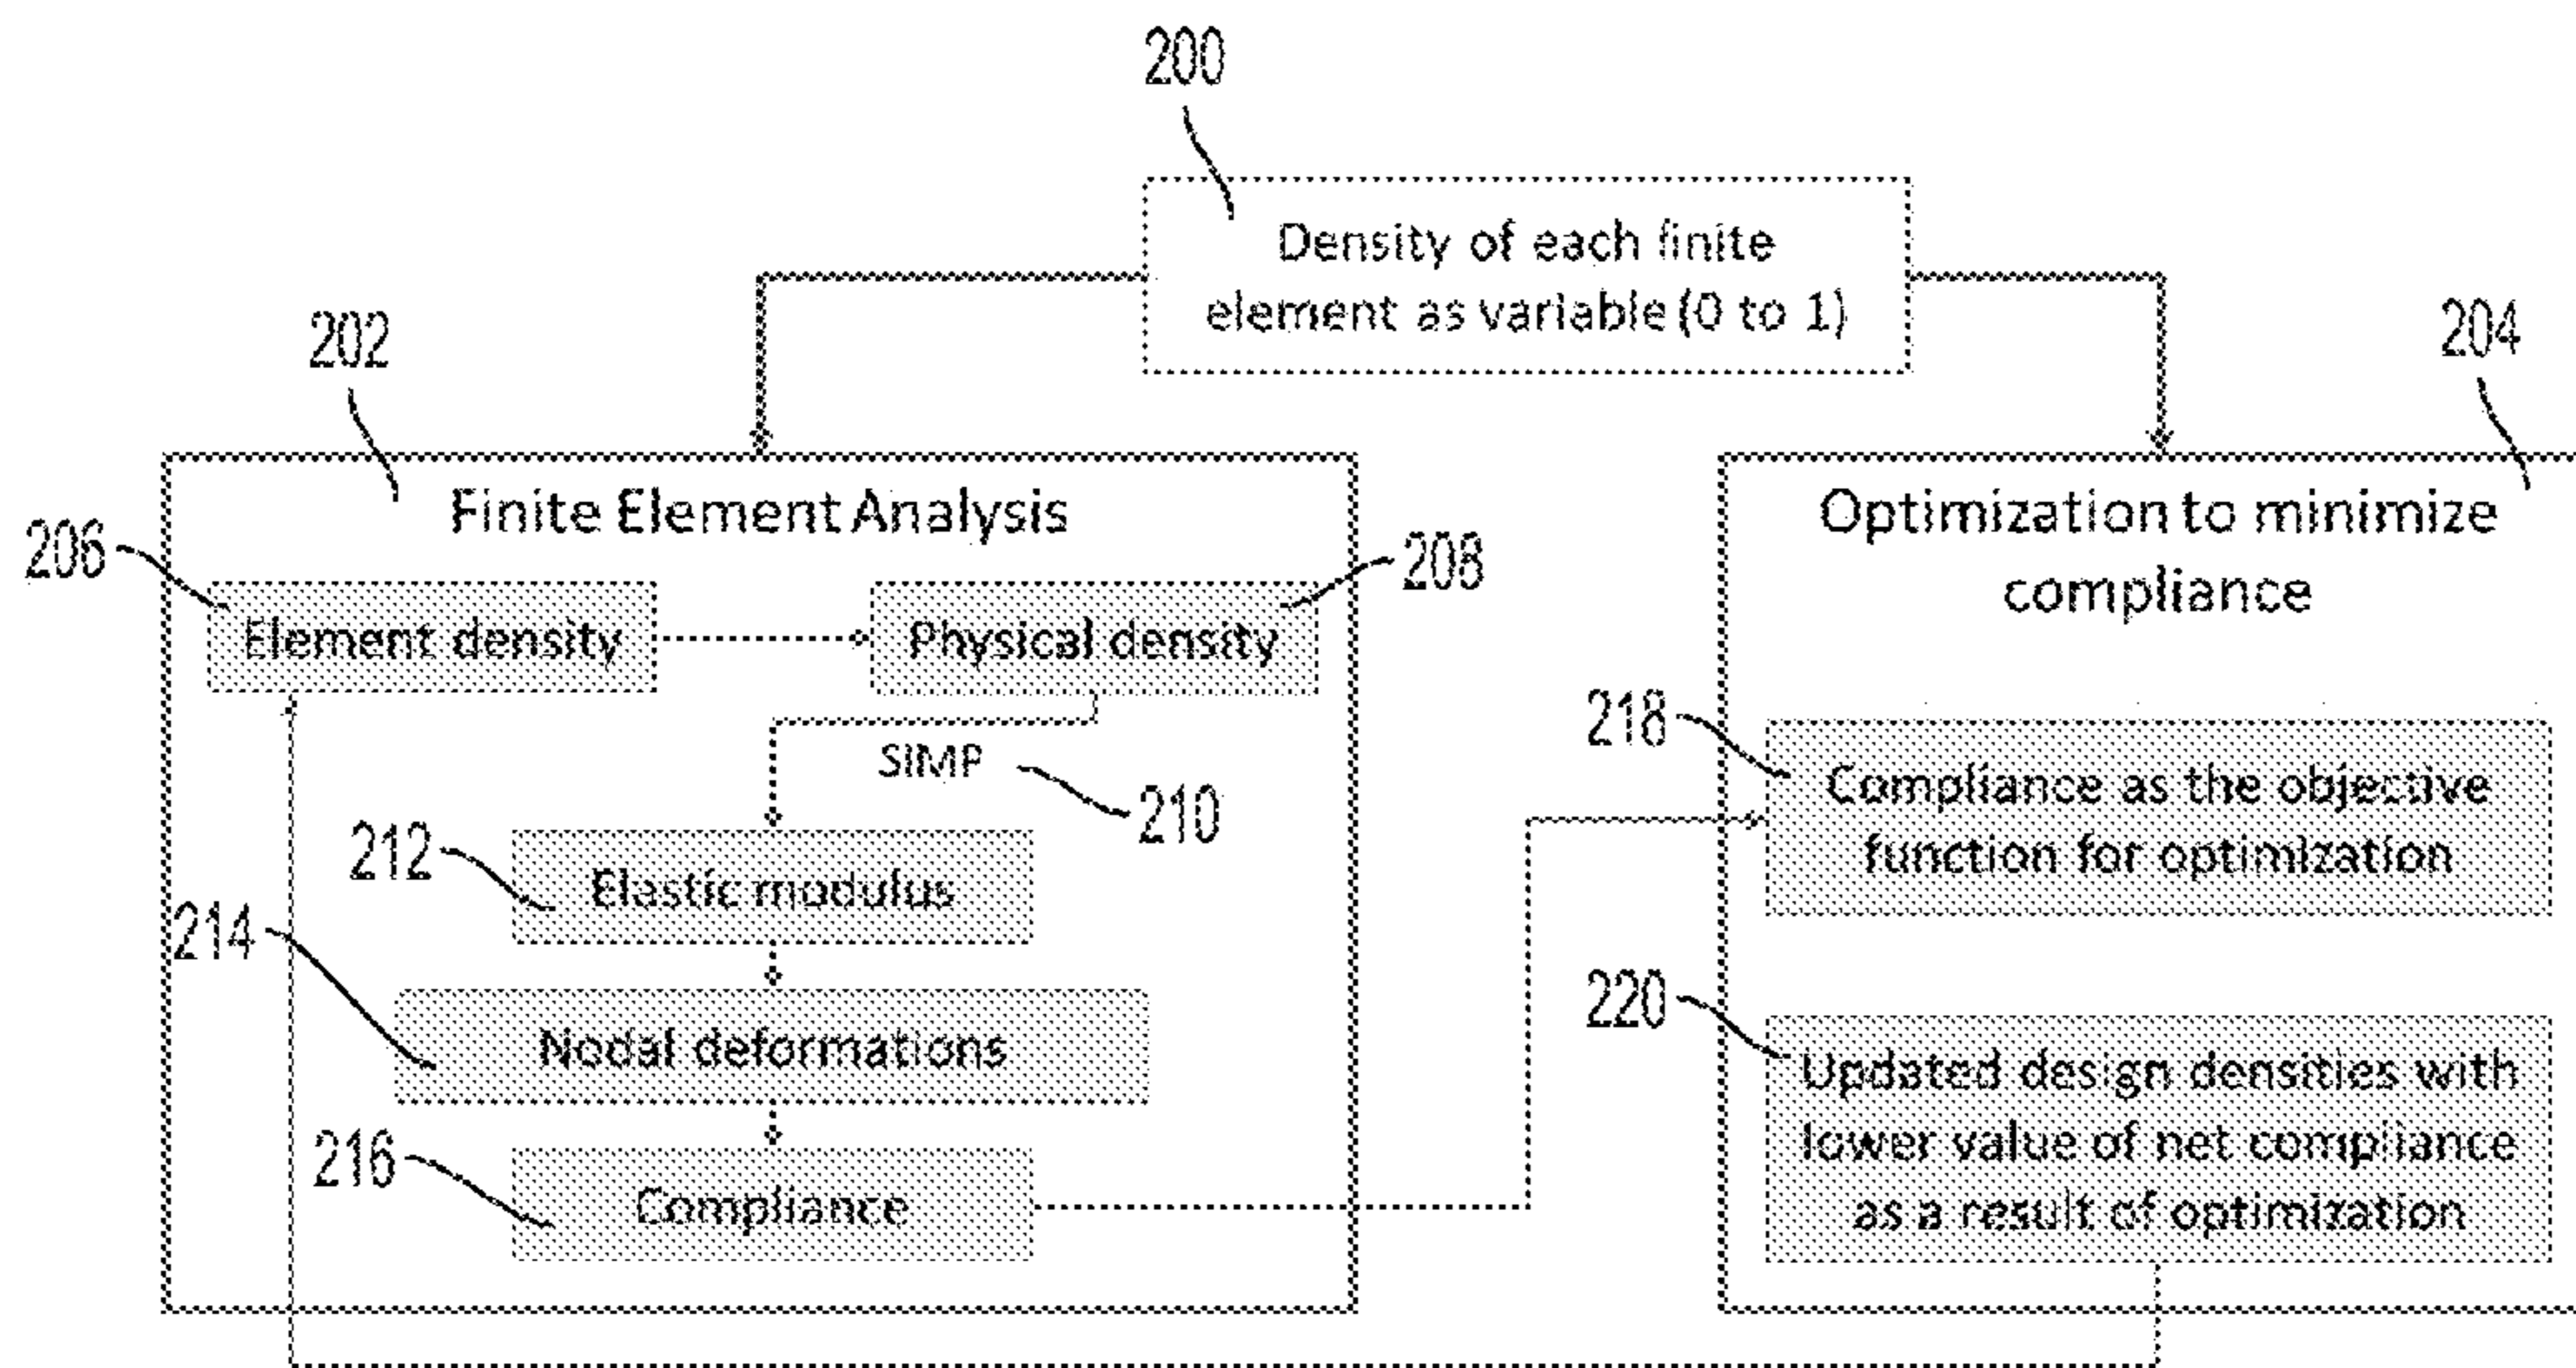 200
Density of each finite
element as variable (0 to 1)
202
204
Finite Element Analysis
Optimization to minimize
compliance
206
208
Element density
Physical density
SIMP
210
218
Compliance as the objective
function for optimization
212
Elastic modulus
214
Nodal deformations
220
Updated design densities with
lower value of net compliance
as a result of optimization
216
Compliance